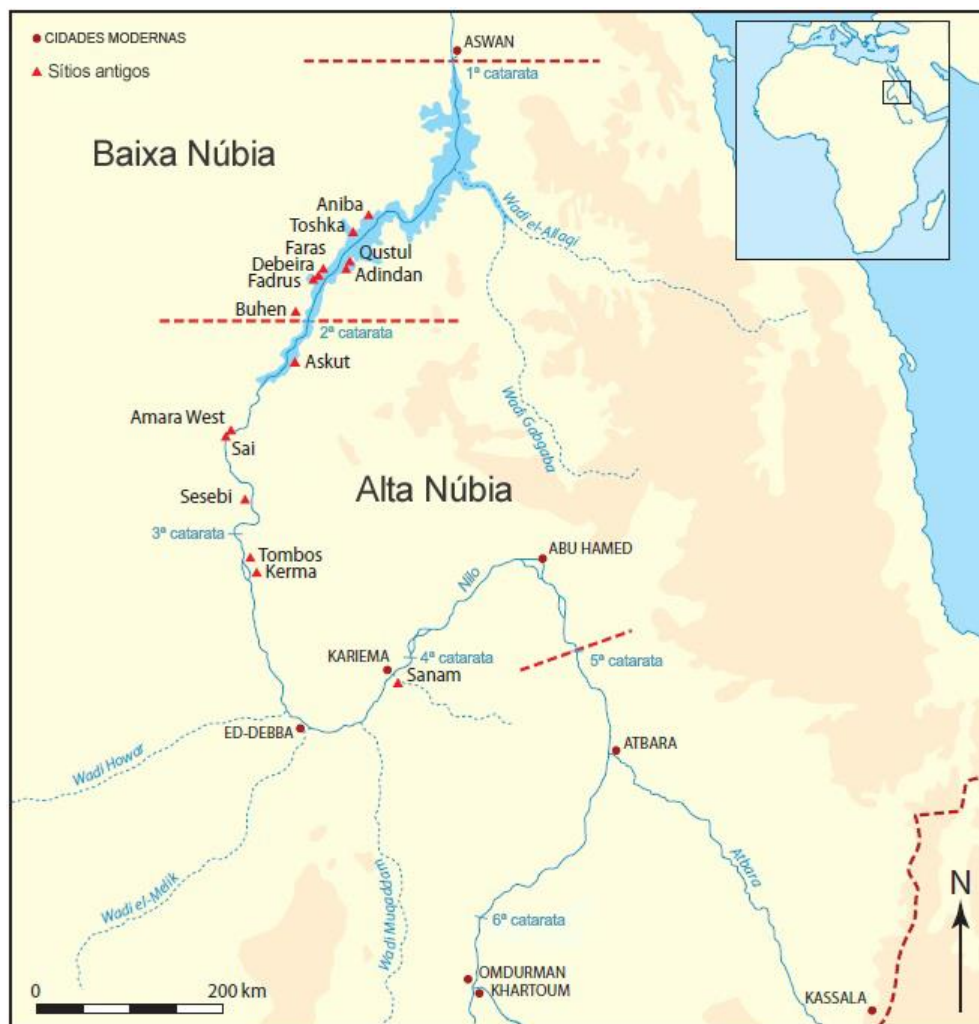 CIDADES MODERNAS
Sítios antigos
ASWAN
1ª catarata
Baixa Núbia
Aniba
Toshka
Wadi el-Allaqi
Faras
Qustul
Debeira
Adindan
Fadrus
Buhen
2ª catarata
Askut
Wadi Gabgaba
Amara West
Sai
Alta Núbia
Sesebi
3ª catarata
Tombos
Kerma
ABU HAMED
Nilo
KARIEMA
4ª catarata
5ª catarata
Sanam
ED-DEBBA
ATBARA
Wadi Howar
Wadi el-Melik
Wadi Muqaddam
Atbara
N
6ª catarata
OMDURMAN
KHARTOUM
KASSALA
0 200 km